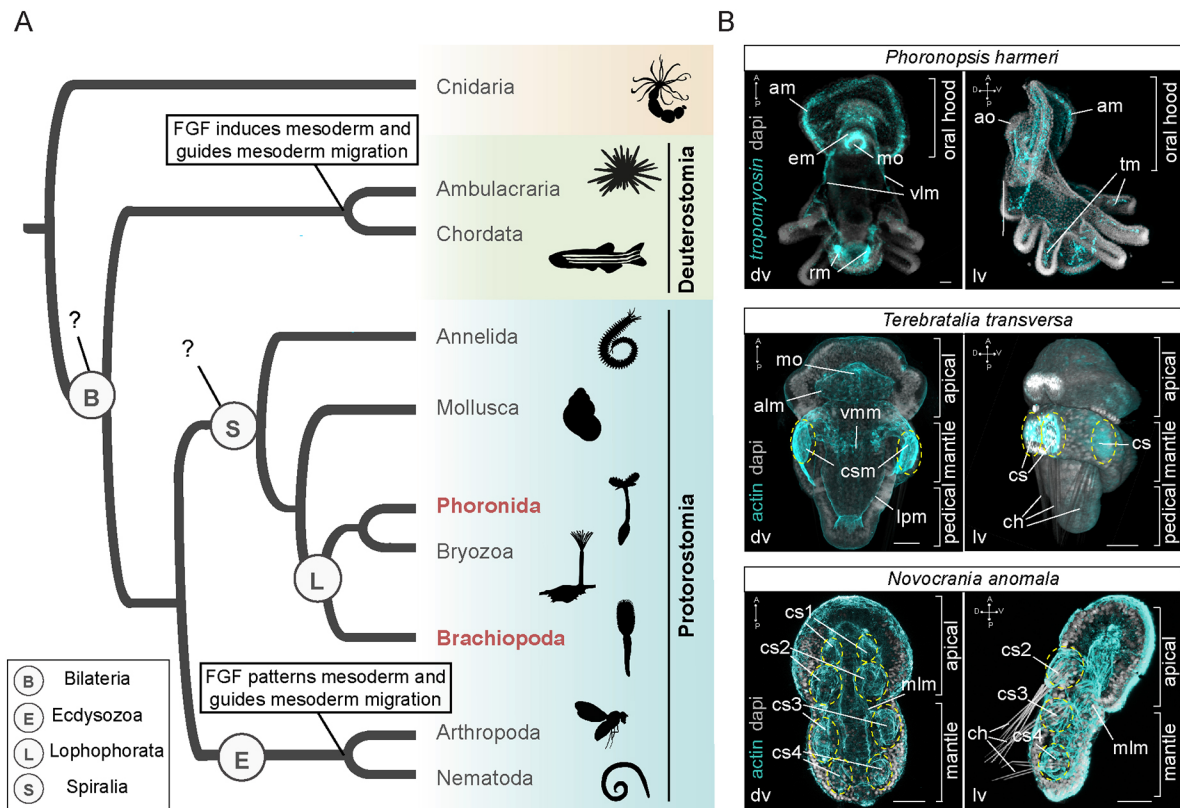 A
Cnidaria
FGF induces mesoderm and
guides mesoderm migration
Ambulacraria
Chordata
Deuterostomia
?
?
Annelida
Mollusca
Phoronida
Bryozoa
Brachiopoda
Protorostomia
B
S
L
E
FGF patterns mesoderm and
guides mesoderm migration
Arthropoda
Nematoda
B Bilateria
E Ecdysozoa
L Lophophorata
S Spiralia
B
Phoronopsis harmeri
tropomyosin dapi
A
P
am
em
mo
vlm
rm
dv
oral hood
A
D V
P
ao
am
tm
lv
oral hood
Terebratalia transversa
actin dapi
A
P
mo
alm
vmm
csm
lpm
dv
apical
mantle
pedical
A
D V
P
cs
cs
ch
lv
apical
mantle
pedical
Novocrania anomala
actin dapi
A
P
cs1
cs2
mlm
cs3
cs4
dv
apical
mantle
A
D V
P
cs2
cs3
cs4
ch
mlm
lv
apical
mantle